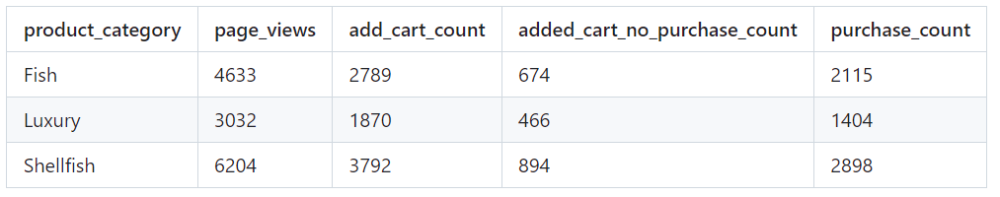 product_category page_views add_cart_count added_cart_no_purchase_count purchase_count
Fish 4633 2789 674 2115
Luxury 3032 1870 466 1404
Shellfish 6204 3792 894 2898